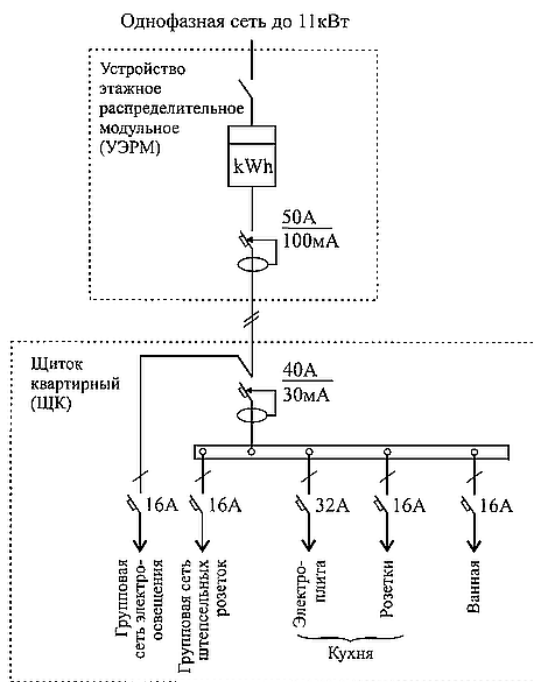 Однофазная сеть до 11кВт
Устройство
этажное
распределительное
модульное
(УЭРМ)
kWh
50А
100мА
Щиток
квартирный
(ЩК)
40А
30мА
16А
16А
32А
16А
16А
Групповая
сеть электро-
освещения
Групповая сеть
штепсельных
розеток
Электро-
плита
Розетки
Ванная
Кухня